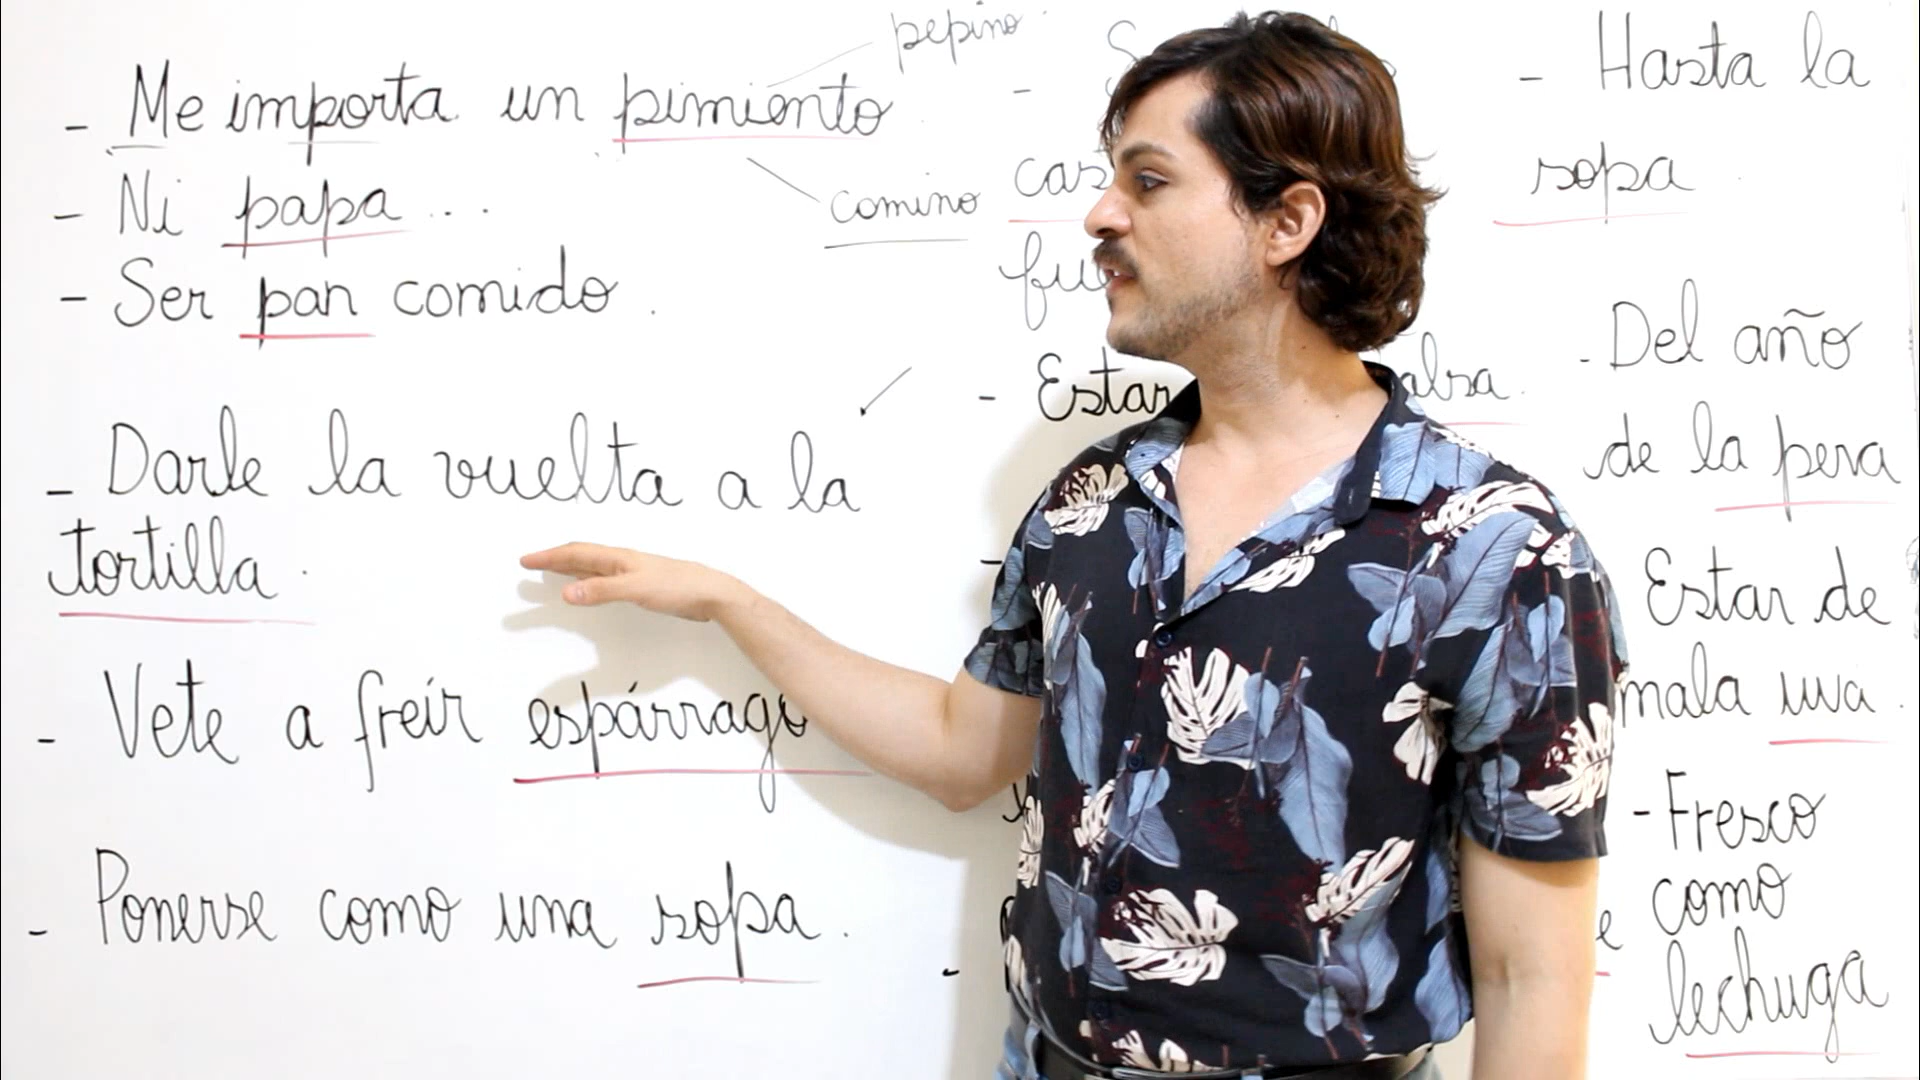 pepino
- Me importa un pimiento
comino
- Ni papa...
- Ser pan comido.
- Darle la vuelta a la
tortilla.
- Vete a freír
- Ponerse como una sopa.
-
- Estar
- Hasta la
sopa
- Del año
de la pera
Estar de
mala uva.
- Fresco
como
lechuga